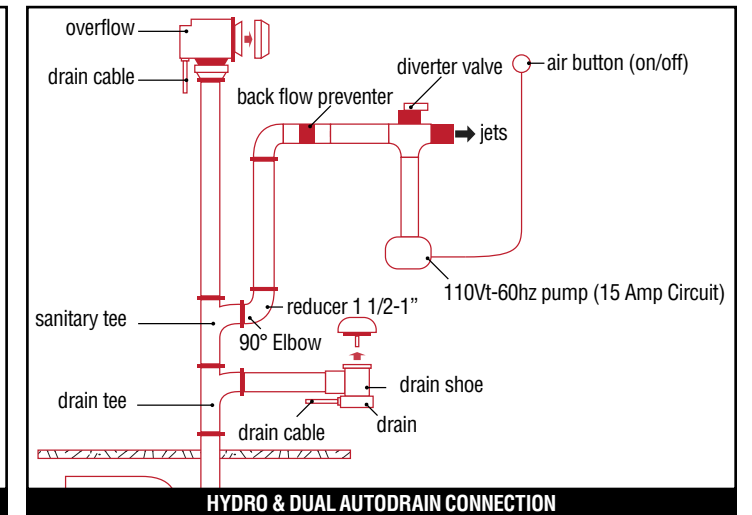 overflow
drain cable
back flow preventer
diverter valve
air button (on/off)
jets
110Vt-60hz pump (15 Amp Circuit)
reducer 1 1/2-1”
sanitary tee
90° Elbow
drain tee
drain shoe
drain cable
drain
HYDRO & DUAL AUTODRAIN CONNECTION